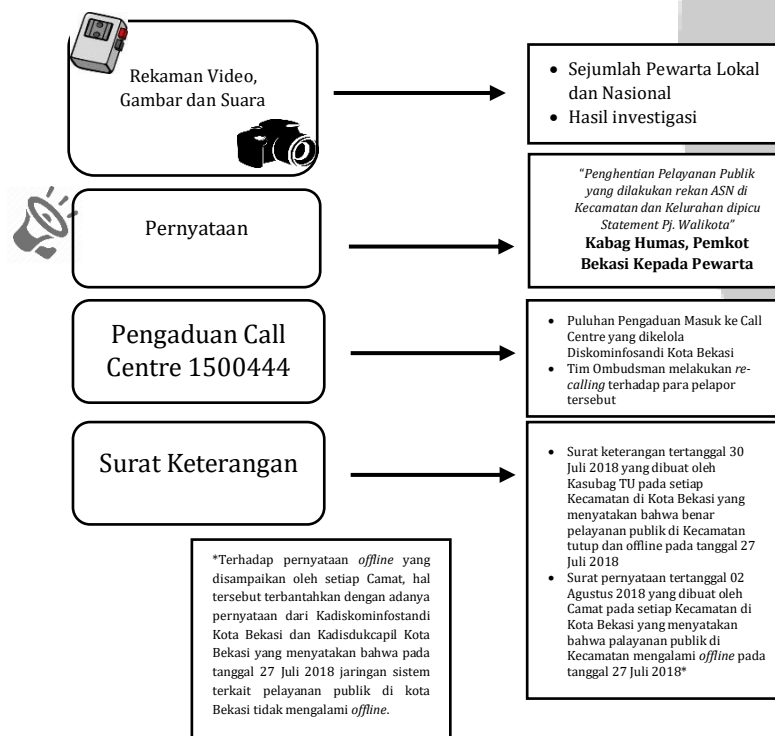 Rekaman Video,
Gambar dan Suara
• Sejumlah Pewarta Lokal
dan Nasional
• Hasil investigasi
Pernyataan
“Penghentian Pelayanan Publik
yang dilakukan rekan ASN di
Kecamatan dan Kelurahan dipicu
Statement Pj. Walikota”
Kabag Humas, Pemkot
Bekasi Kepada Pewarta
Pengaduan Call
Centre 1500444
• Puluhan Pengaduan Masuk ke Call
Centre yang dikelola
Diskominfosandi Kota Bekasi
• Tim Ombudsman melakukan re-
calling terhadap para pelapor
tersebut
Surat Keterangan
• Surat keterangan tertanggal 30
Juli 2018 yang dibuat oleh
Kasubag TU pada setiap
Kecamatan di Kota Bekasi yang
menyatakan bahwa benar
pelayanan publik di Kecamatan
tutup dan offline pada tanggal 27
Juli 2018
• Surat pernyataan tertanggal 02
Agustus 2018 yang dibuat oleh
Camat pada setiap Kecamatan di
Kota Bekasi yang menyatakan
bahwa palayanan publik di
Kecamatan mengalami offline pada
tanggal 27 Juli 2018*
*Terhadap pernyataan offline yang
disampaikan oleh setiap Camat, hal
tersebut terbantahkan dengan adanya
pernyataan dari Kadiskominfostandi
Kota Bekasi dan Kadisdukcapil Kota
Bekasi yang menyatakan bahwa pada
tanggal 27 Juli 2018 jaringan sistem
terkait pelayanan publik di kota
Bekasi tidak mengalami offline.